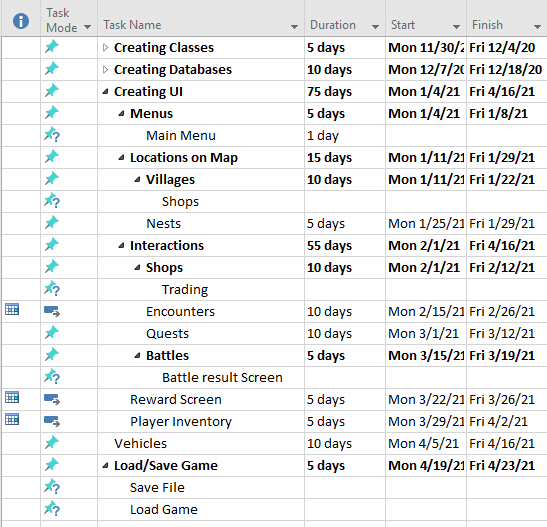 Task Mode Task Name Duration Start Finish
Creating Classes 5 days Mon 11/30/2 Fri 12/4/20
Creating Databases 10 days Mon 12/7/20 Fri 12/18/20
Creating UI 75 days Mon 1/4/21 Fri 4/16/21
Menus 5 days Mon 1/4/21 Fri 1/8/21
Main Menu 1 day
Locations on Map 15 days Mon 1/11/21 Fri 1/29/21
Villages 10 days Mon 1/11/21 Fri 1/22/21
Shops
Nests 5 days Mon 1/25/21 Fri 1/29/21
Interactions 55 days Mon 2/1/21 Fri 4/16/21
Shops 10 days Mon 2/1/21 Fri 2/12/21
Trading
Encounters 10 days Mon 2/15/21 Fri 2/26/21
Quests 10 days Mon 3/1/21 Fri 3/12/21
Battles 5 days Mon 3/15/21 Fri 3/19/21
Battle result Screen
Reward Screen 5 days Mon 3/22/21 Fri 3/26/21
Player Inventory 5 days Mon 3/29/21 Fri 4/2/21
Vehicles 10 days Mon 4/5/21 Fri 4/16/21
Load/Save Game 5 days Mon 4/19/21 Fri 4/23/21
Save File
Load Game